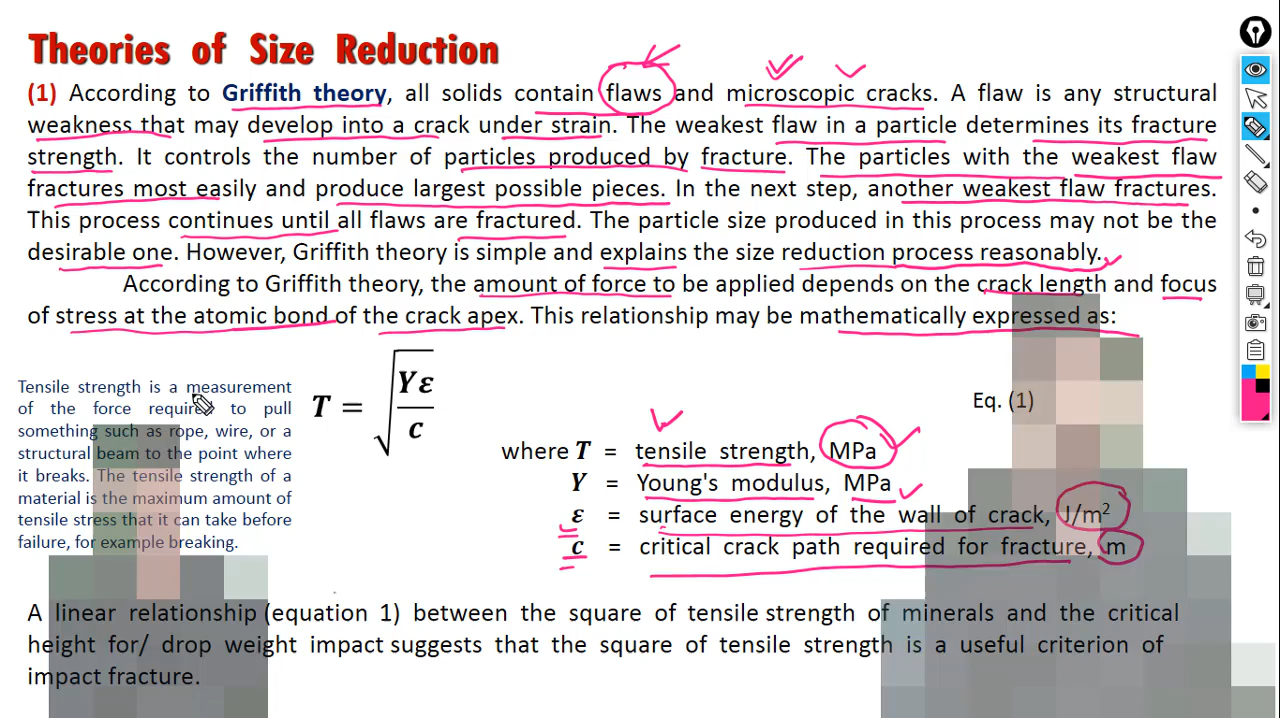 Theories of Size Reduction
(1) According to Griffith theory, all solids contain flaws and microscopic cracks. A flaw is any structural
weakness that may develop into a crack under strain. The weakest flaw in a particle determines its fracture
strength. It controls the number of particles produced by fracture. The particles with the weakest flaw
fractures most easily and produce largest possible pieces. In the next step, another weakest flaw fractures.
This process continues until all flaws are fractured. The particle size produced in this process may not be the
desirable one. However, Griffith theory is simple and explains the size reduction process reasonably.
According to Griffith theory, the amount of force to be applied depends on the crack length and focus
of stress at the atomic bond of the crack apex. This relationship may be mathematically expressed as:
Tensile strength is a measurement
of the force required to pull
something such as rope, wire, or a
structural beam to the point where
it breaks. The tensile strength of a
material is the maximum amount of
tensile stress that it can take before
failure, for example breaking.
T = √(Yε/c)
Eq. (1)
where T = tensile strength, MPa
Y = Young's modulus, MPa
ε = surface energy of the wall of crack, J/m²
c = critical crack path required for fracture, m
A linear relationship (equation 1) between the square of tensile strength of minerals and the critical
height for/ drop weight impact suggests that the square of tensile strength is a useful criterion of
impact fracture.